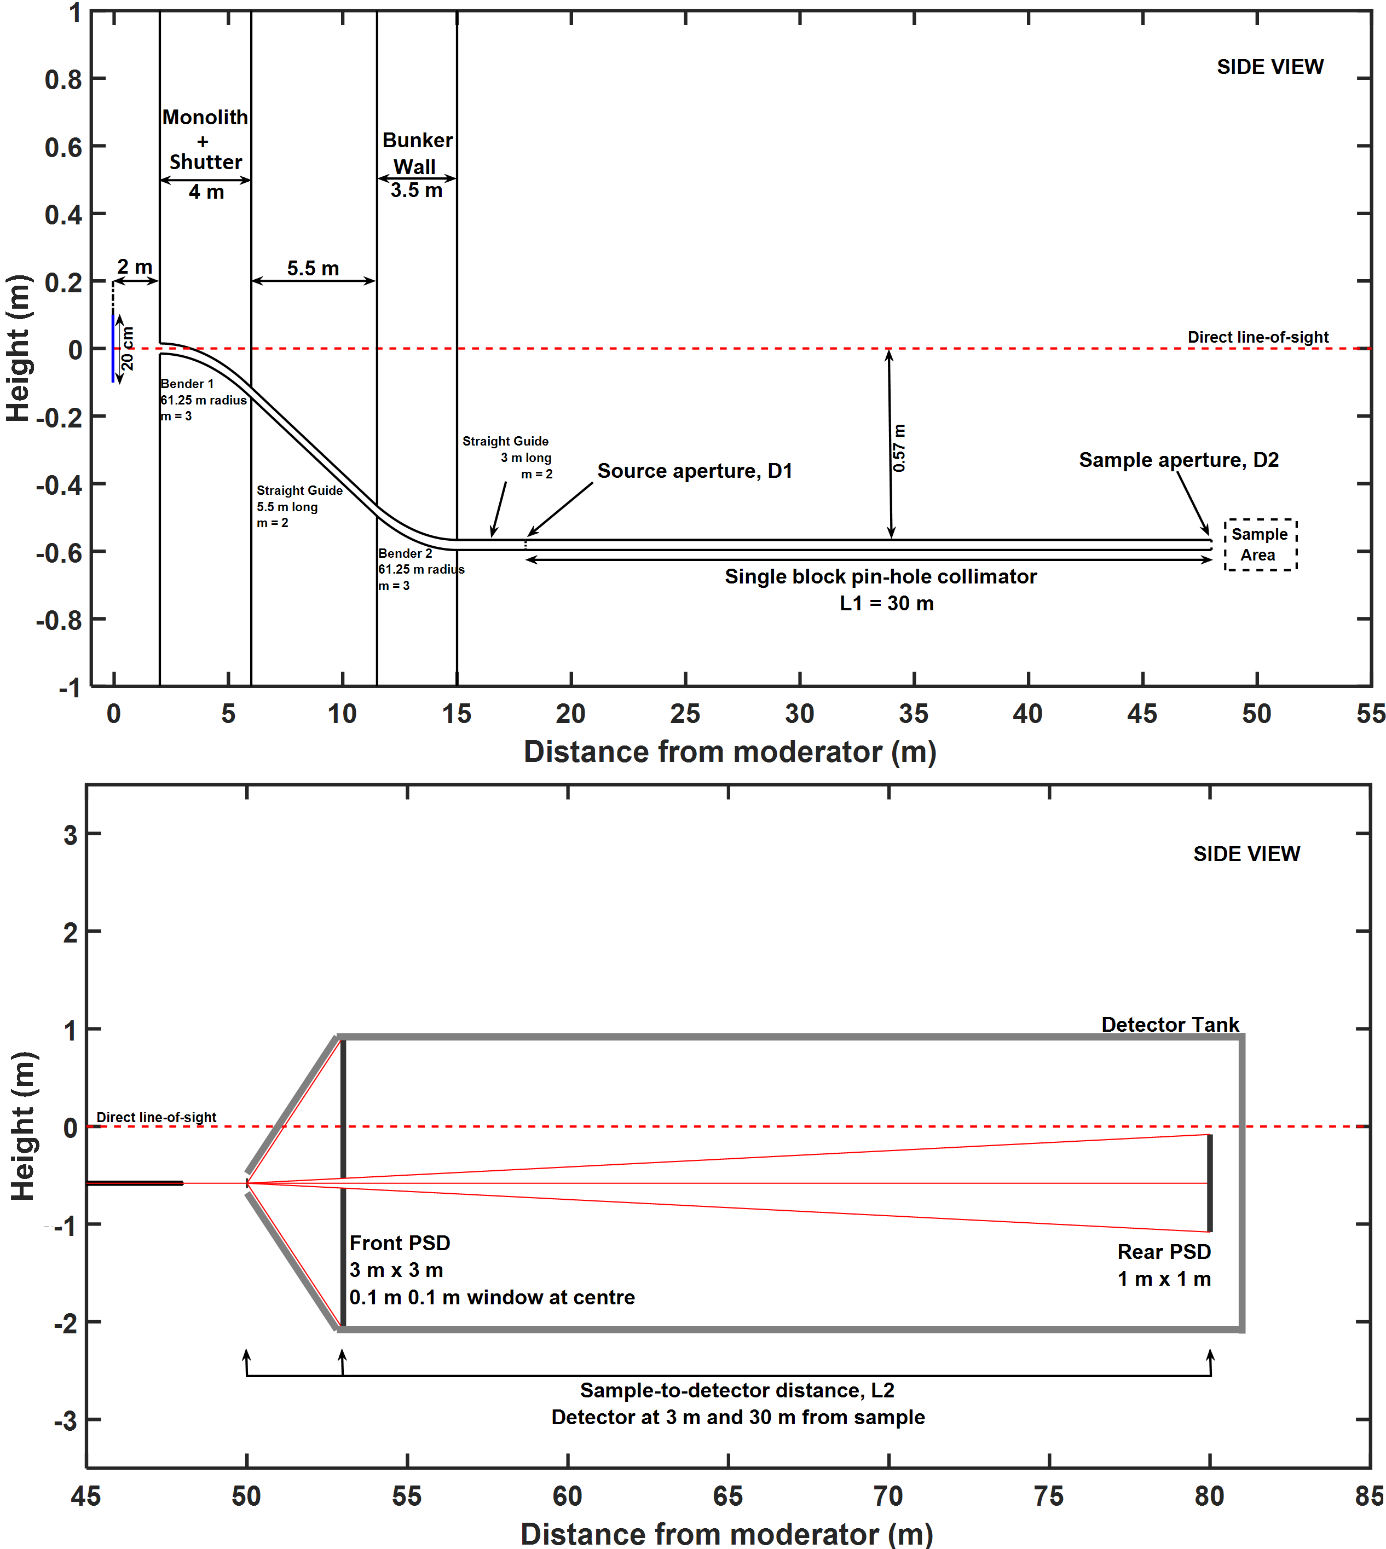 1
0.8
0.6
0.4
0.2
0
-0.2
-0.4
-0.6
-0.8
-1
Height (m)
SIDE VIEW
Monolith
+
Shutter
4 m
Bunker
Wall
3.5 m
2 m
5.5 m
20 cm
Direct line-of-sight
Bender 1
61.25 m radius
m = 3
Straight Guide
5.5 m long
m = 2
Straight Guide
3 m long
m = 2
Source aperture, D1
0.57 m
Sample aperture, D2
Sample
Area
Bender 2
61.25 m radius
m = 3
Single block pin-hole collimator
L1 = 30 m
0 5 10 15 20 25 30 35 40 45 50 55
Distance from moderator (m)
3
2
1
0
-1
-2
-3
Height (m)
SIDE VIEW
Detector Tank
Direct line-of-sight
Front PSD
3 m x 3 m
0.1 m 0.1 m window at centre
Rear PSD
1 m x 1 m
Sample-to-detector distance, L2
Detector at 3 m and 30 m from sample
45 50 55 60 65 70 75 80 85
Distance from moderator (m)